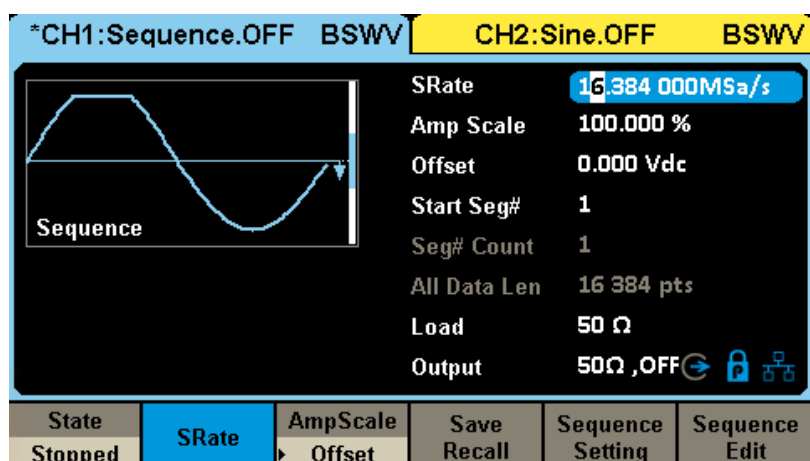 *CH1:Sequence.OFF BSWV
CH2:Sine.OFF BSWV
SRate 16.384 000MSa/s
Amp Scale 100.000 %
Offset 0.000 Vdc
Start Seg# 1
Seg# Count 1
All Data Len 16 384 pts
Load 50 Ω
Output 50Ω ,OFF
Sequence
State
Stopped
SRate
AmpScale
Offset
Save
Recall
Sequence
Setting
Sequence
Edit